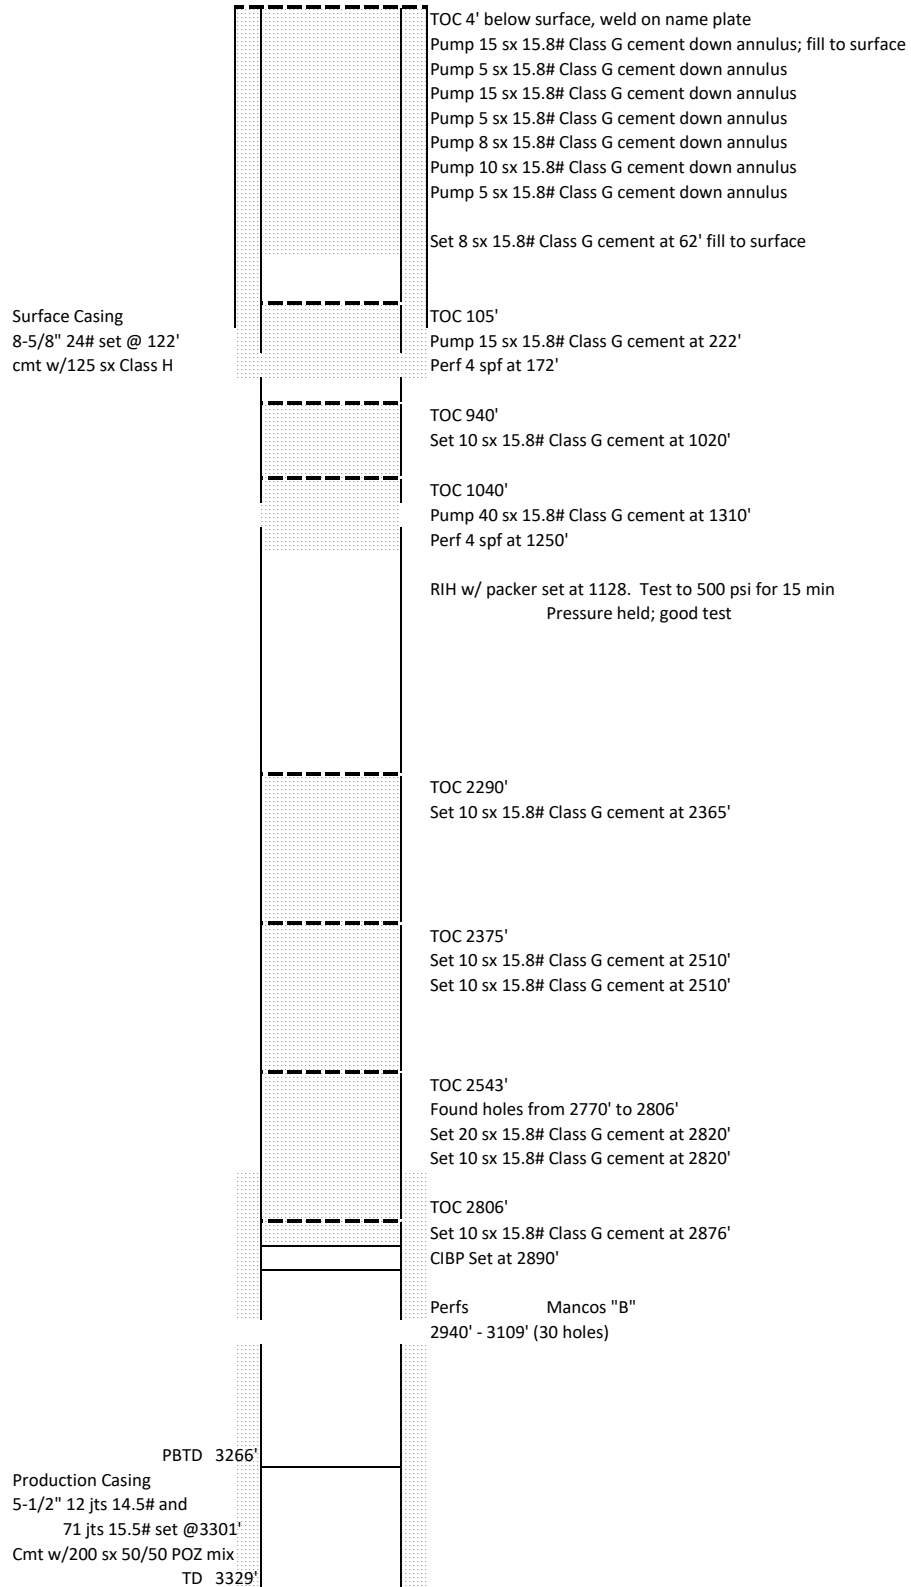 TOC 4' below surface, weld on name plate
Pump 15 sx 15.8# Class G cement down annulus; fill to surface
Pump 5 sx 15.8# Class G cement down annulus
Pump 15 sx 15.8# Class G cement down annulus
Pump 5 sx 15.8# Class G cement down annulus
Pump 8 sx 15.8# Class G cement down annulus
Pump 10 sx 15.8# Class G cement down annulus
Pump 5 sx 15.8# Class G cement down annulus
Set 8 sx 15.8# Class G cement at 62' fill to surface
Surface Casing
8-5/8" 24# set @ 122'
cmt w/125 sx Class H
TOC 105'
Pump 15 sx 15.8# Class G cement at 222'
Perf 4 spf at 172'
TOC 940'
Set 10 sx 15.8# Class G cement at 1020'
TOC 1040'
Pump 40 sx 15.8# Class G cement at 1310'
Perf 4 spf at 1250'
RIH w/ packer set at 1128. Test to 500 psi for 15 min
Pressure held; good test
TOC 2290'
Set 10 sx 15.8# Class G cement at 2365'
TOC 2375'
Set 10 sx 15.8# Class G cement at 2510'
Set 10 sx 15.8# Class G cement at 2510'
TOC 2543'
Found holes from 2770' to 2806'
Set 20 sx 15.8# Class G cement at 2820'
Set 10 sx 15.8# Class G cement at 2820'
TOC 2806'
Set 10 sx 15.8# Class G cement at 2876'
CIBP Set at 2890'
Perfs Mancos "B"
2940' - 3109' (30 holes)
PBTD 3266'
Production Casing
5-1/2" 12 jts 14.5# and
71 jts 15.5# set @3301'
Cmt w/200 sx 50/50 POZ mix
TD 3329'